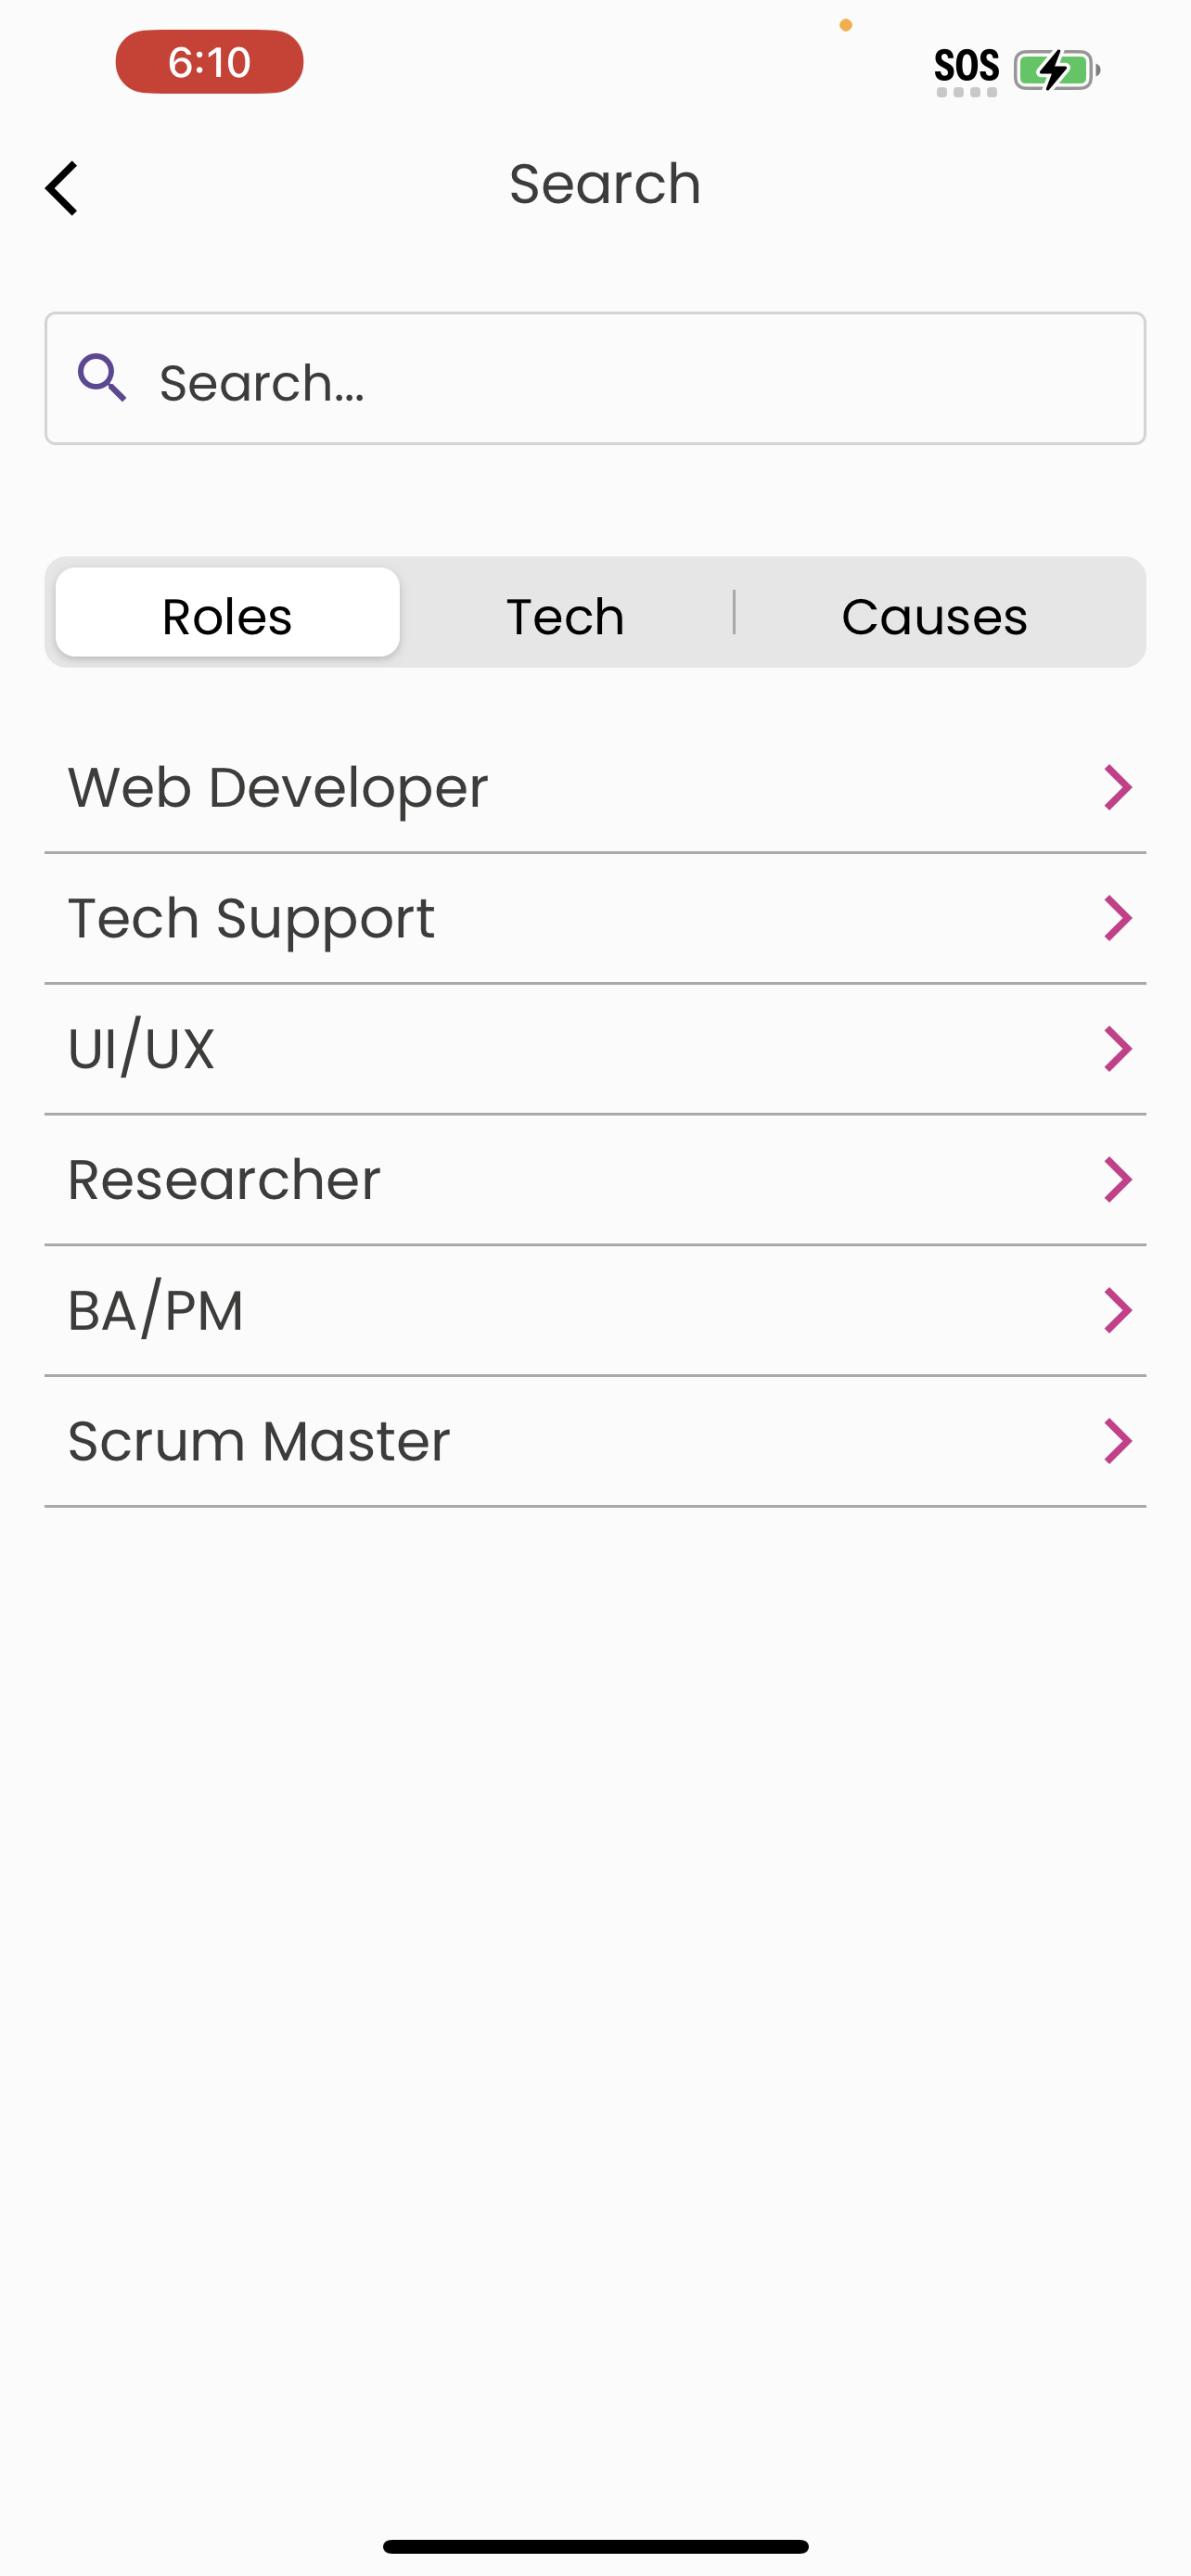 6:10
SOS
Search
Search...
Roles
Tech
Causes
Web Developer
Tech Support
UI/UX
Researcher
BA/PM
Scrum Master